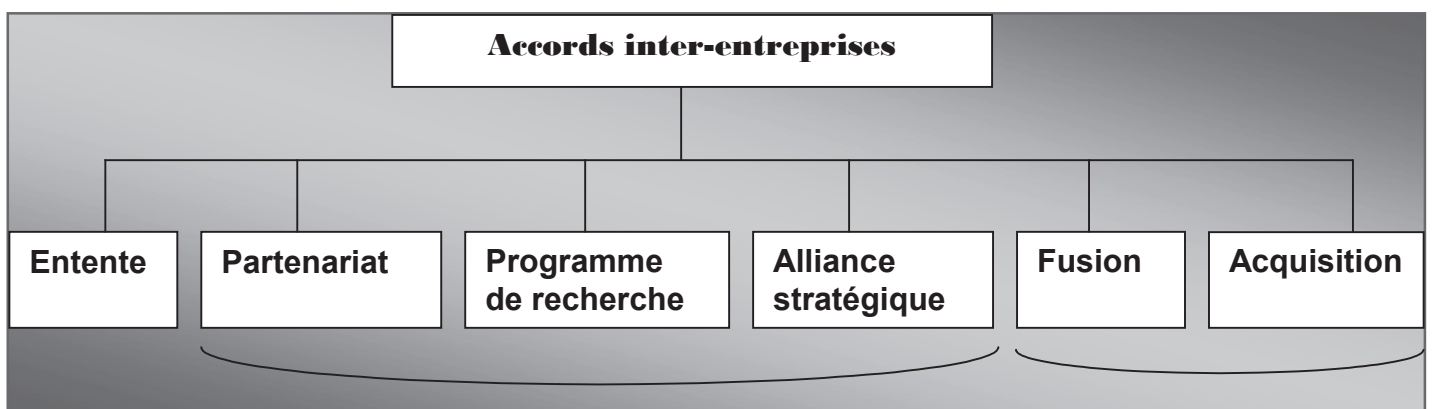 Accords inter-entreprises
Entente
Partenariat
Programme
de recherche
Alliance
stratégique
Fusion
Acquisition